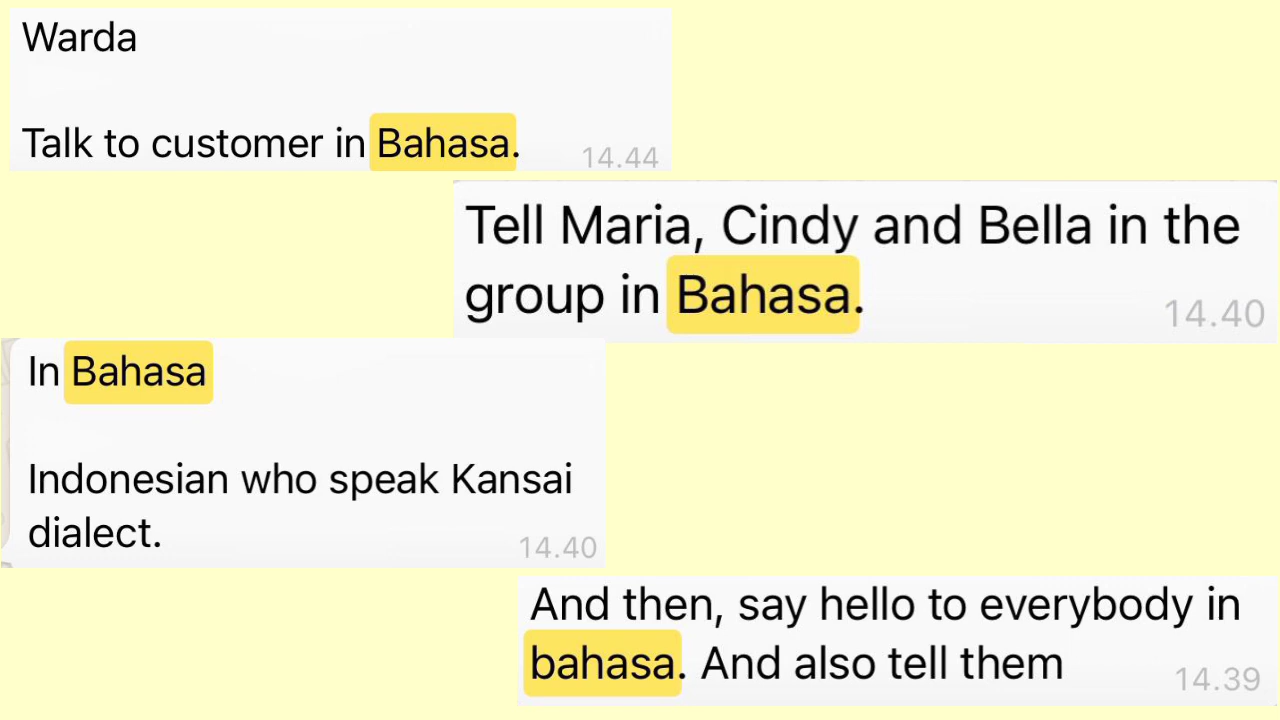 Warda
Talk to customer in Bahasa.
14.44
Tell Maria, Cindy and Bella in the
group in Bahasa.
14.40
In Bahasa
Indonesian who speak Kansai
dialect.
14.40
And then, say hello to everybody in
bahasa. And also tell them
14.39